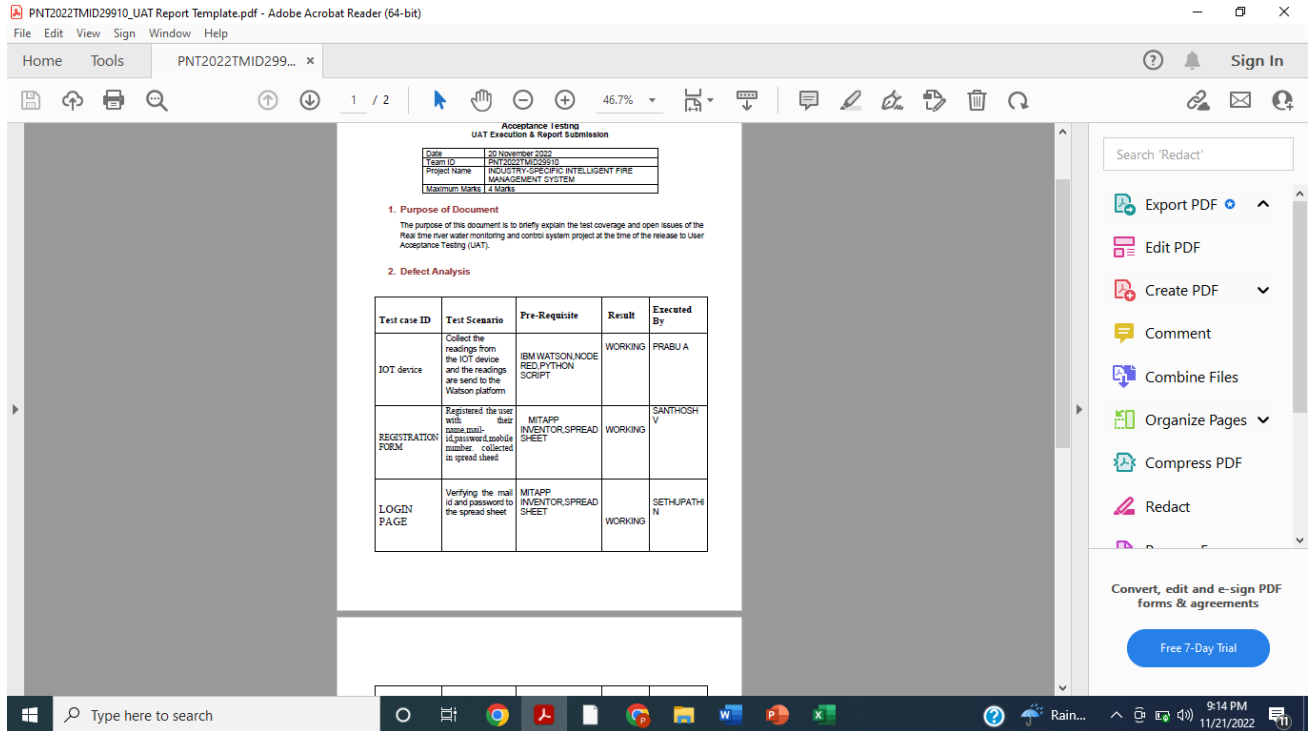 PNT2022TMID29910_UAT Report Template.pdf - Adobe Acrobat Reader (64-bit)
File Edit View Sign Window Help
Home Tools PNT2022TMID299... × Sign In
1 / 2 46.7%
Acceptance Testing
UAT Execution & Report Submission
Date 20 November 2022
Team ID PNT2022TMID29910
Project Name INDUSTRY-SPECIFIC INTELLIGENT FIRE
MANAGEMENT SYSTEM
Maximum Marks 4 Marks
1. Purpose of Document
The purpose of this document is to briefly explain the test coverage and open issues of the
Real time river water monitoring and control system project at the time of the release to User
Acceptance Testing (UAT).
2. Defect Analysis
Test case ID Test Scenario Pre-Requisite Result Executed
By
IOT device
Collect the
readings from
the IOT device
and the readings
are send to the
Watson platform
IBM WATSON,NODE
RED,PYTHON
SCRIPT
WORKING
PRABU A
REGISTRATION
FORM
Registered the user
with their
name,mail-
id,password,mobile
number. collected
in spread sheed
MITAPP
INVENTOR,SPREAD
SHEET
WORKING
SANTHOSH
V
LOGIN
PAGE
Verifying the mail
id and password to
the spread sheet
MITAPP
INVENTOR,SPREAD
SHEET
WORKING
SETHUPATHI
N
Search 'Redact'
Export PDF
Edit PDF
Create PDF
Comment
Combine Files
Organize Pages
Compress PDF
Redact
Convert, edit and e-sign PDF
forms & agreements
Free 7-Day Trial
Type here to search
Rain...
9:14 PM
11/21/2022
11